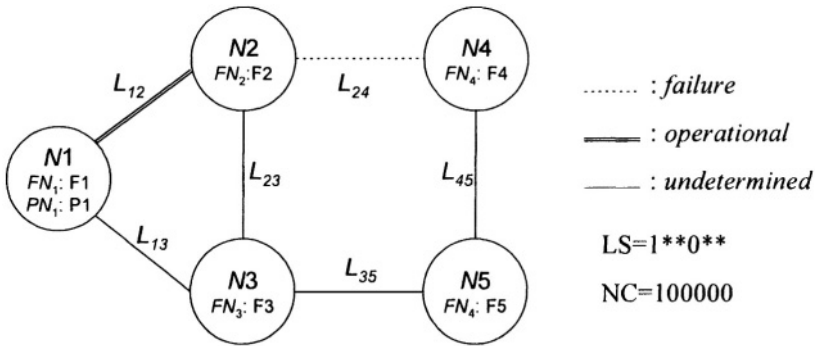 N1
FN₁: F1
PN₁: P1
L₁₂
L₁₃
N2
FN₂:F2
L₂₃
N3
FN₃: F3
L₂₄
L₃₅
N4
FN₄: F4
L₄₅
N5
FN₄: F5
: failure
: operational
: undetermined
LS=1**0**
NC=100000